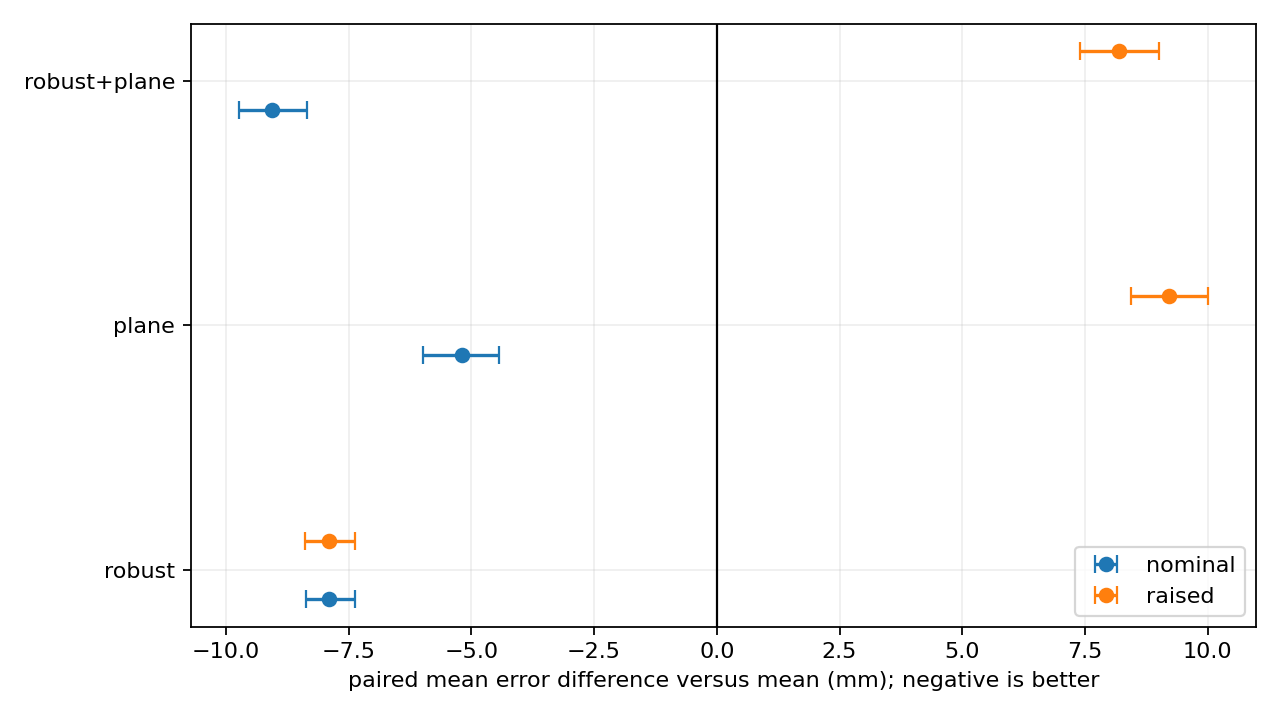 robust+plane
plane
robust
nominal
raised
−10.0 −7.5 −5.0 −2.5 0.0 2.5 5.0 7.5 10.0
paired mean error difference versus mean (mm); negative is better